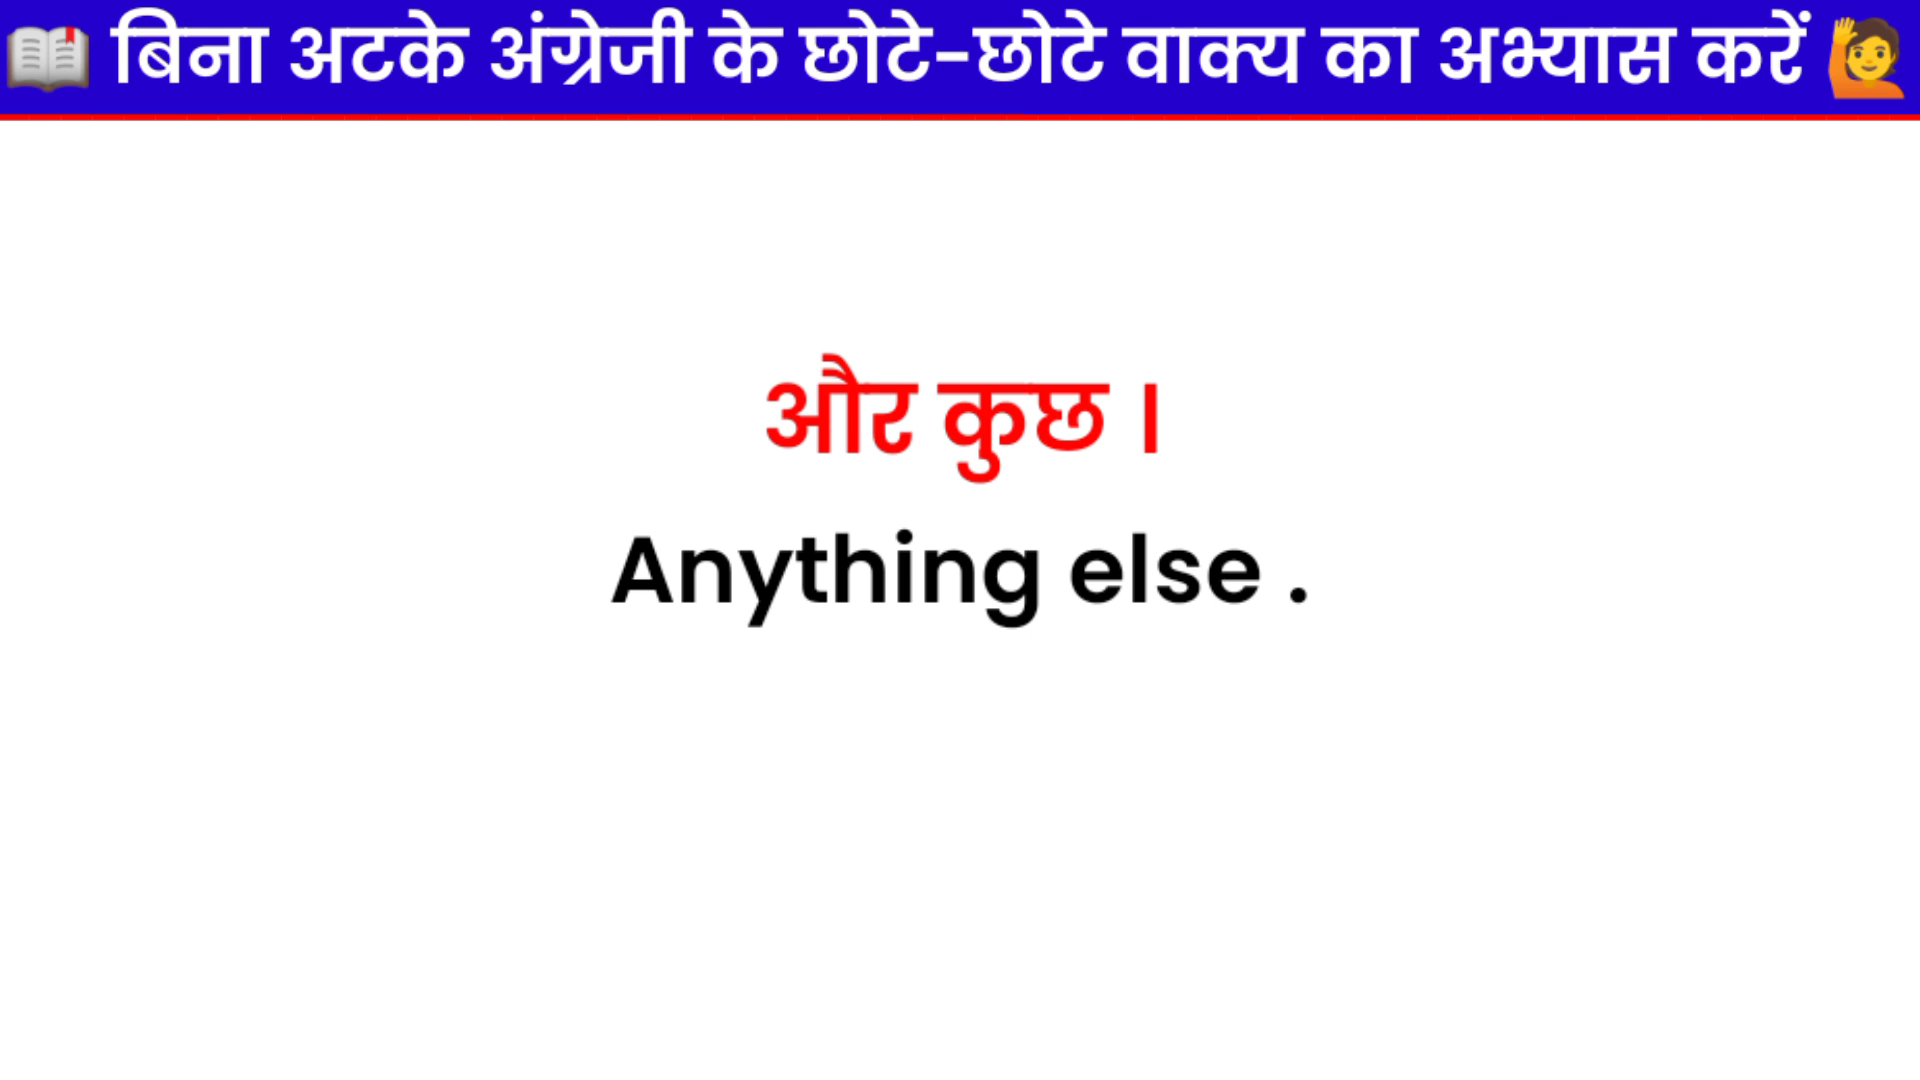 📖 बिना अटके अंग्रेजी के छोटे-छोटे वाक्य का अभ्यास करें 🙋
और कुछ ।
Anything else .